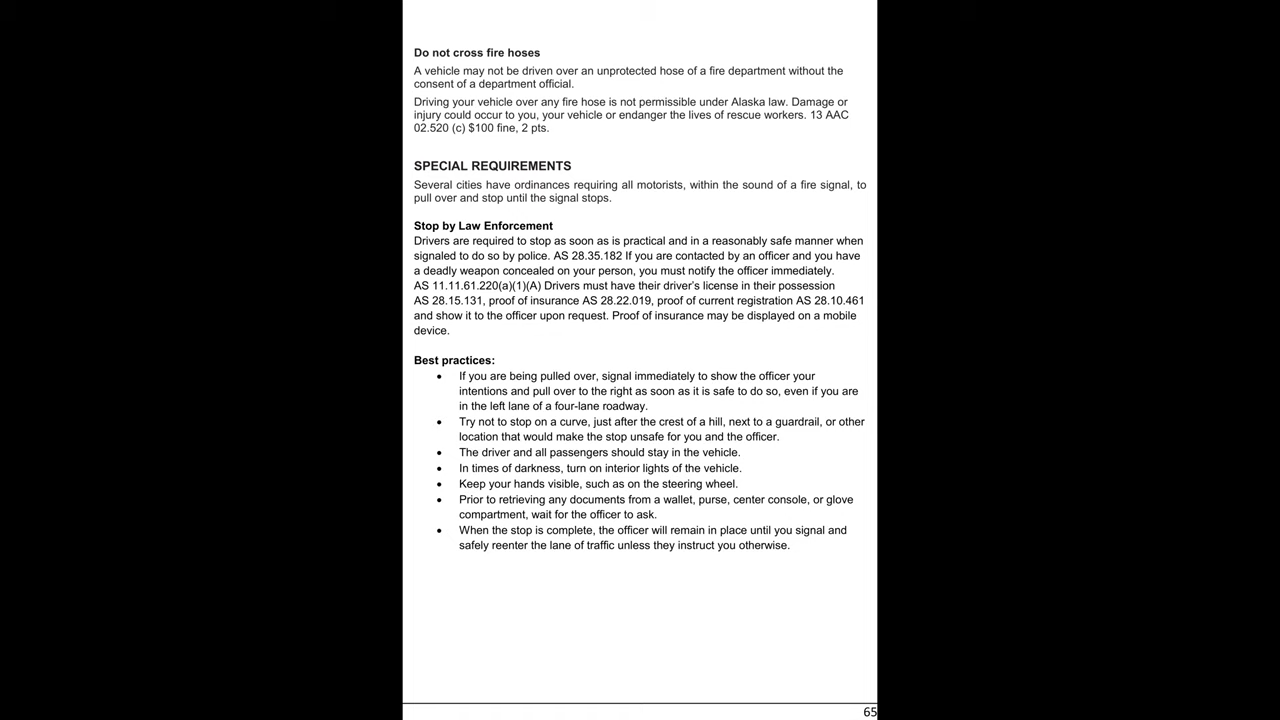 Do not cross fire hoses
A vehicle may not be driven over an unprotected hose of a fire department without the
consent of a department official.
Driving your vehicle over any fire hose is not permissible under Alaska law. Damage or
injury could occur to you, your vehicle or endanger the lives of rescue workers. 13 AAC
02.520 (c) $100 fine, 2 pts.
SPECIAL REQUIREMENTS
Several cities have ordinances requiring all motorists, within the sound of a fire signal, to
pull over and stop until the signal stops.
Stop by Law Enforcement
Drivers are required to stop as soon as is practical and in a reasonably safe manner when
signaled to do so by police. AS 28.35.182 If you are contacted by an officer and you have
a deadly weapon concealed on your person, you must notify the officer immediately.
AS 11.11.61.220(a)(1)(A) Drivers must have their driver’s license in their possession
AS 28.15.131, proof of insurance AS 28.22.019, proof of current registration AS 28.10.461
and show it to the officer upon request. Proof of insurance may be displayed on a mobile
device.
Best practices:
• If you are being pulled over, signal immediately to show the officer your
intentions and pull over to the right as soon as it is safe to do so, even if you are
in the left lane of a four-lane roadway.
• Try not to stop on a curve, just after the crest of a hill, next to a guardrail, or other
location that would make the stop unsafe for you and the officer.
• The driver and all passengers should stay in the vehicle.
• In times of darkness, turn on interior lights of the vehicle.
• Keep your hands visible, such as on the steering wheel.
• Prior to retrieving any documents from a wallet, purse, center console, or glove
compartment, wait for the officer to ask.
• When the stop is complete, the officer will remain in place until you signal and
safely reenter the lane of traffic unless they instruct you otherwise.
65